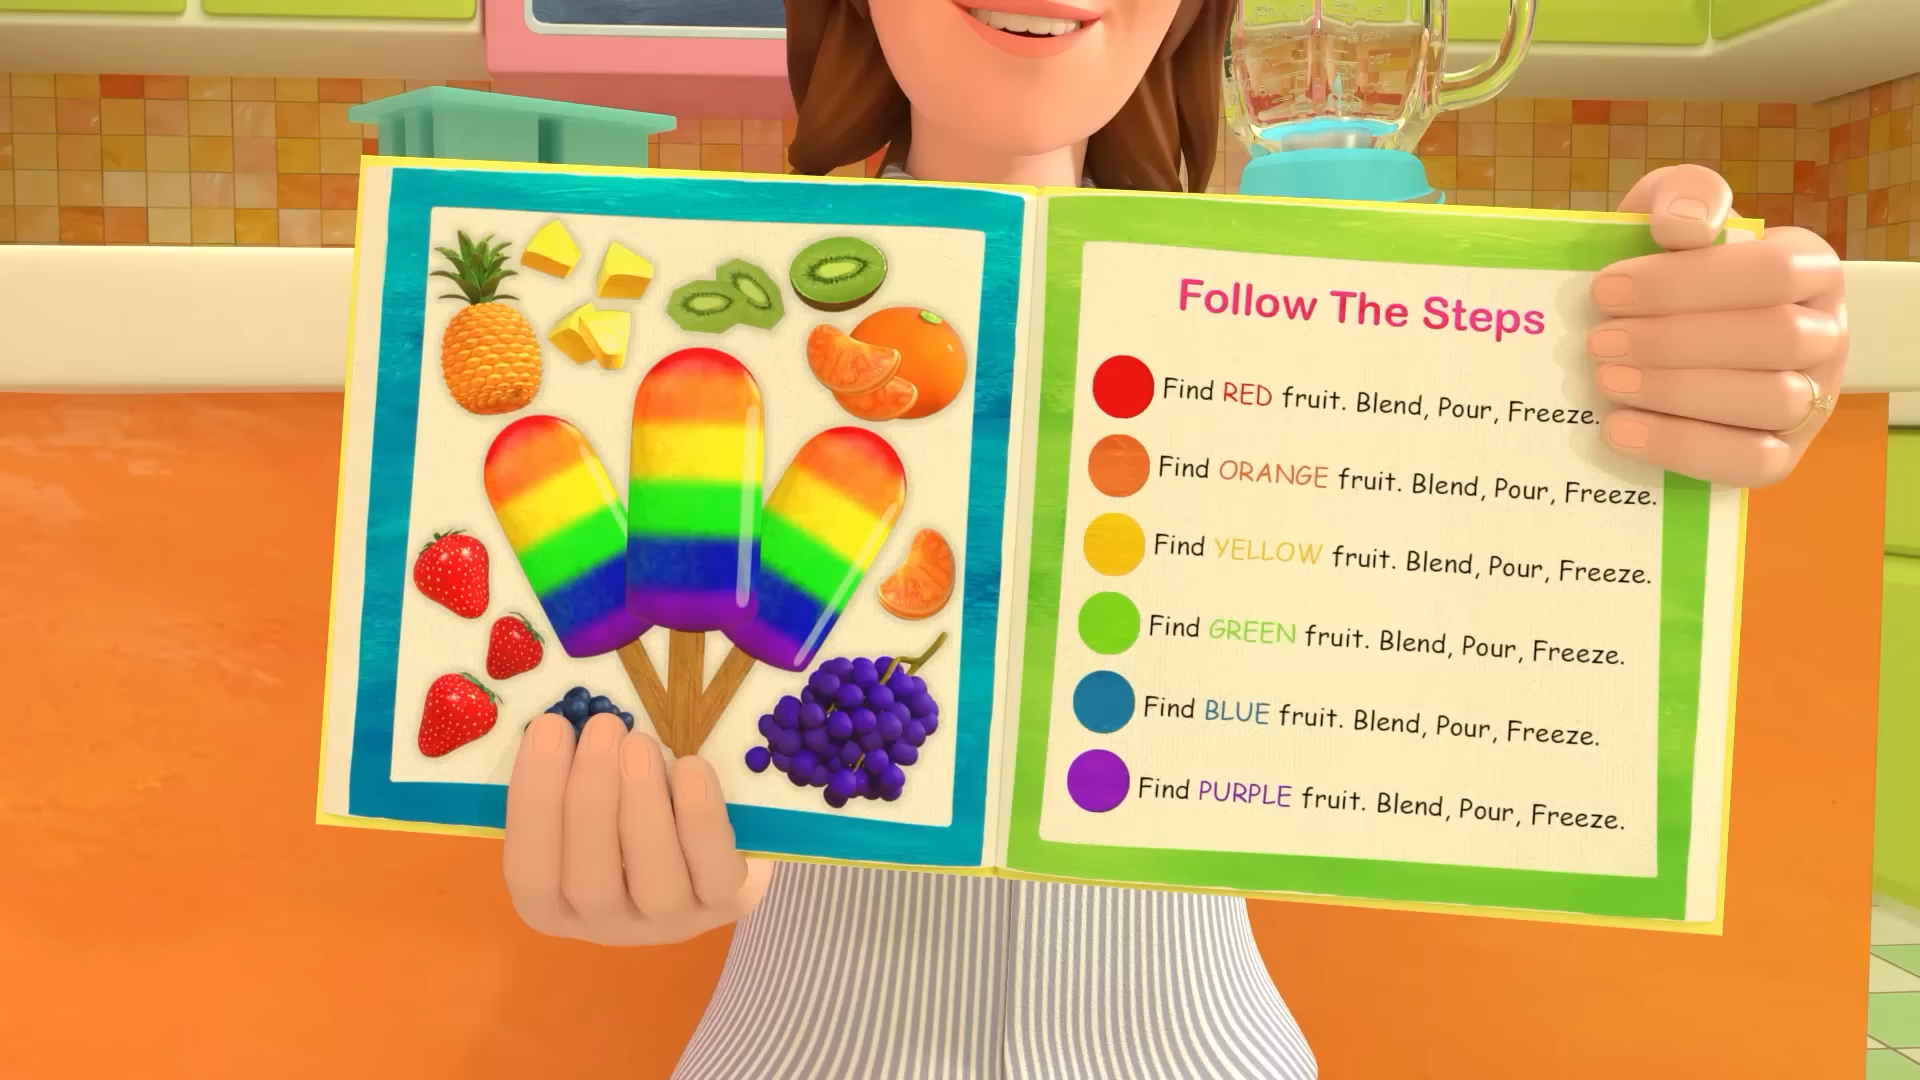 Follow The Steps
Find RED fruit. Blend, Pour, Freeze.
Find ORANGE fruit. Blend, Pour, Freeze.
Find YELLOW fruit. Blend, Pour, Freeze.
Find GREEN fruit. Blend, Pour, Freeze.
Find BLUE fruit. Blend, Pour, Freeze.
Find PURPLE fruit. Blend, Pour, Freeze.